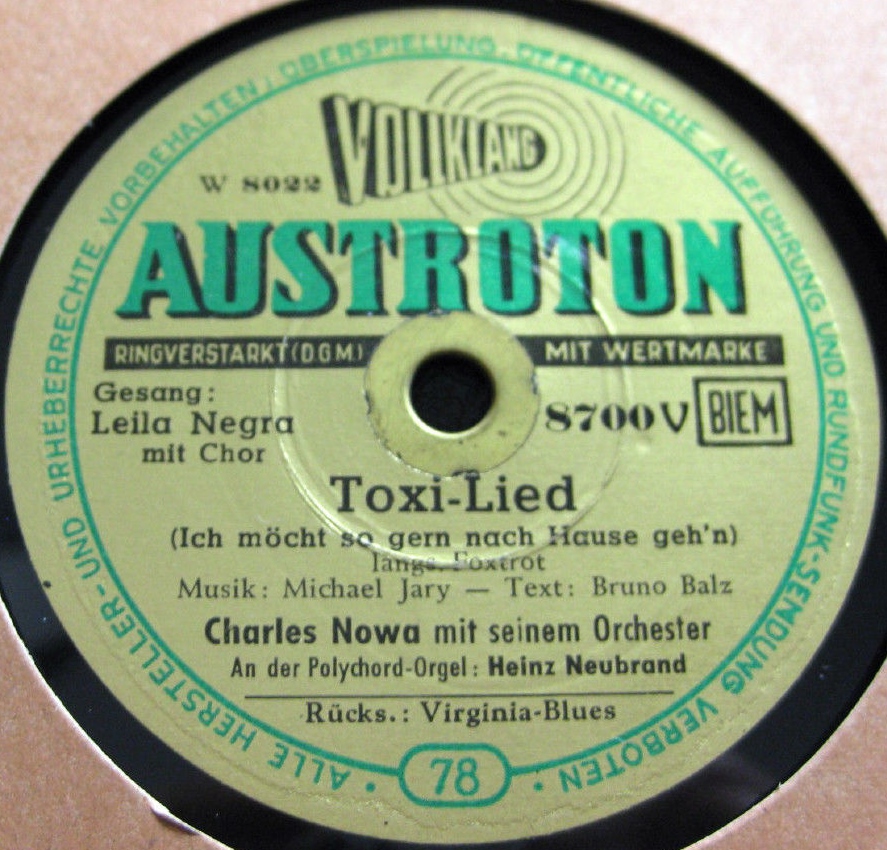 ALLE HERSTELLER- UND URHEBERRECHTE VORBEHALTEN; ÜBERSPIELUNG, ÖFFENTLICHE AUFFÜHRUNG UND RUNDFUNK-SENDUNG VERBOTEN
VOLLKLANG
W 8022
AUSTROTON
RINGVERSTARKT (DGM) MIT WERTMARKE
Gesang:
Leila Negra
mit Chor
8700 V BIEM
Toxi-Lied
(Ich möcht so gern nach Hause geh'n)
langs. Foxtrot
Musik: Michael Jary — Text: Bruno Balz
Charles Nowa mit seinem Orchester
An der Polychord-Orgel: Heinz Neubrand
Rücks.: Virginia-Blues
78